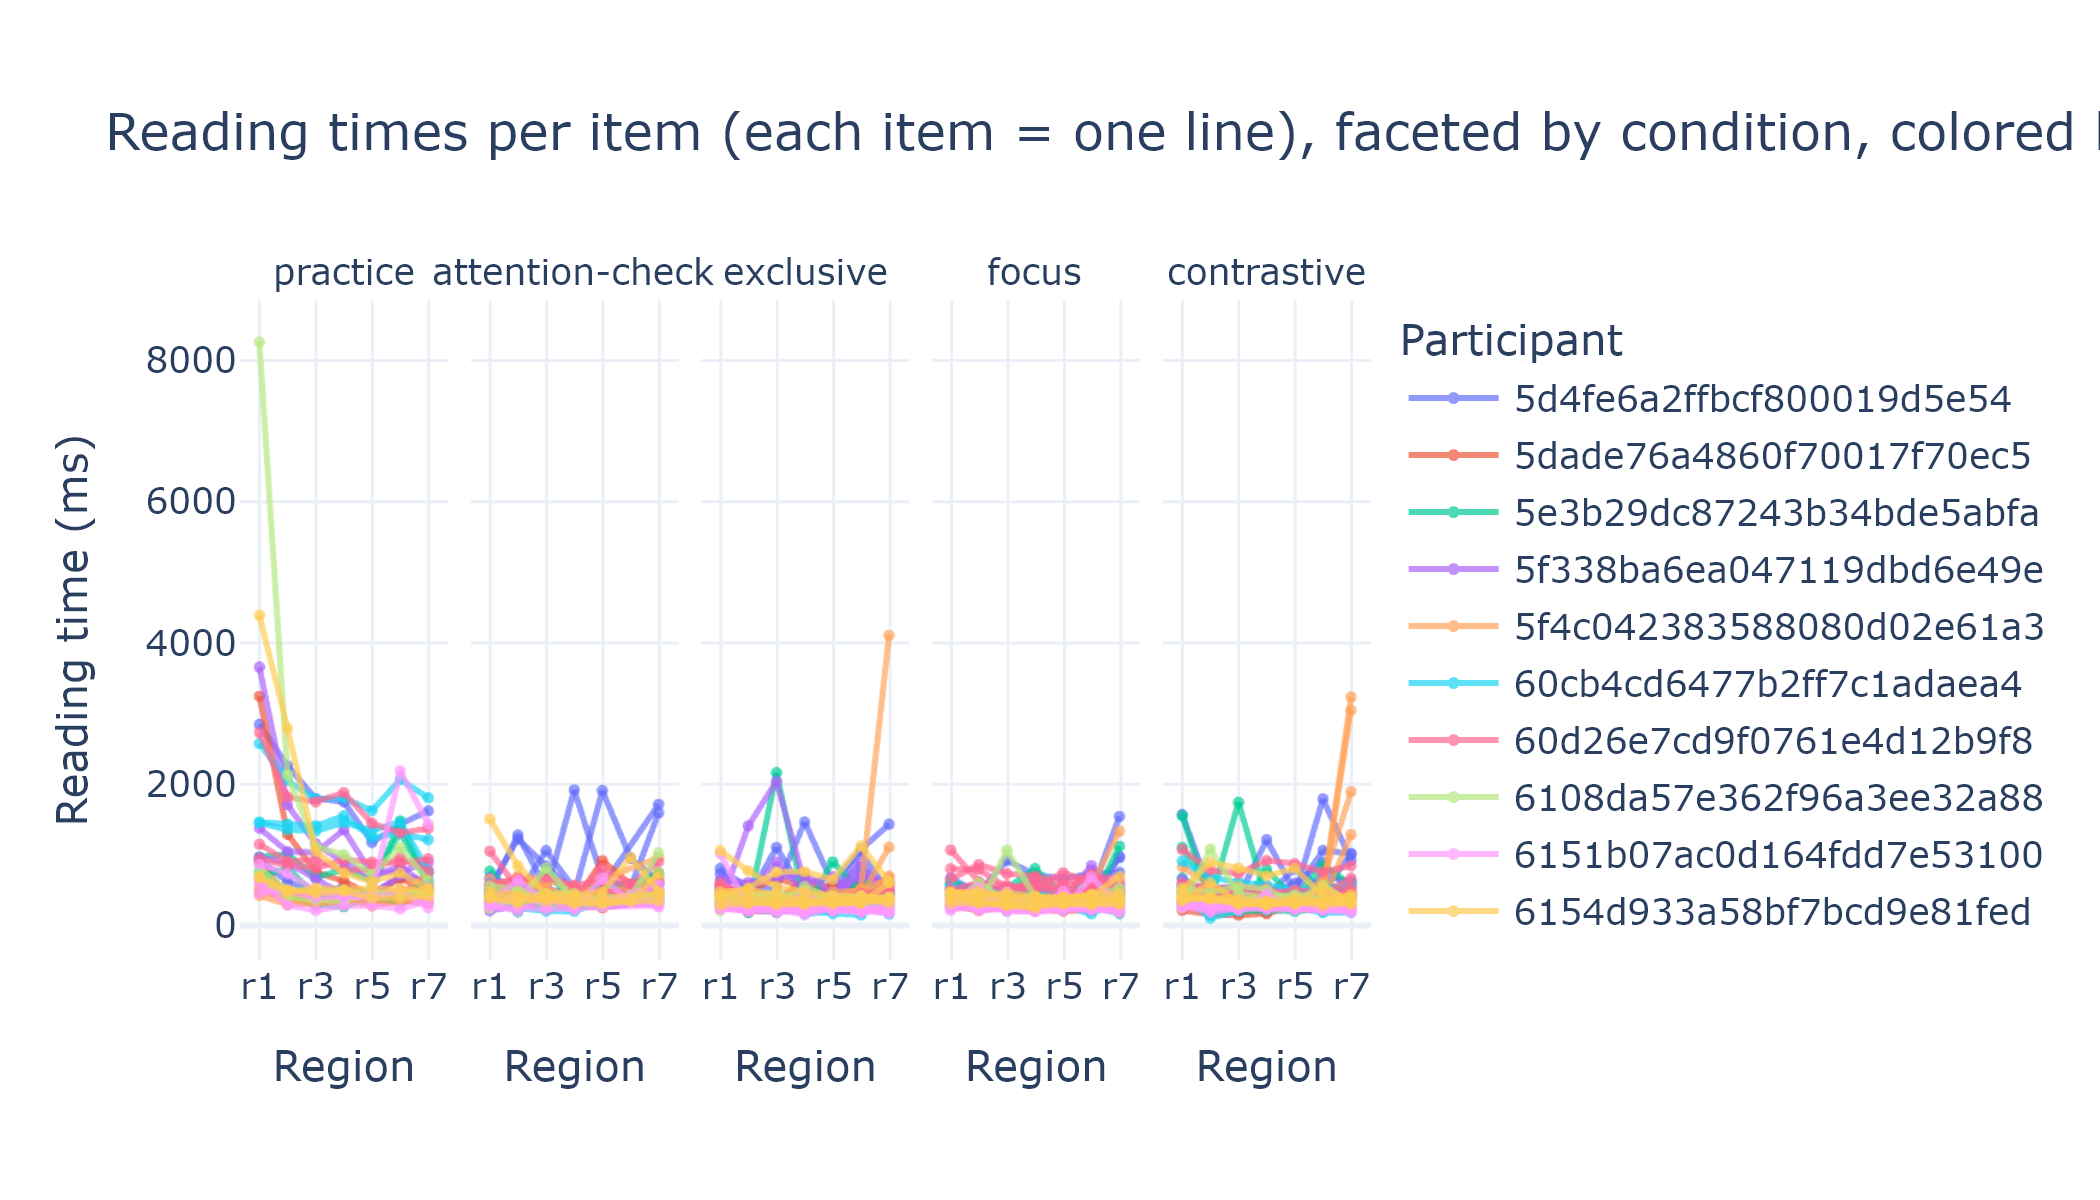 Reading times per item (each item = one line), faceted by condition, colored
practice
attention-check
exclusive
focus
contrastive
Reading time (ms)
8000
6000
4000
2000
0
r1 r3 r5 r7
r1 r3 r5 r7
r1 r3 r5 r7
r1 r3 r5 r7
r1 r3 r5 r7
Region
Region
Region
Region
Region
Participant
5d4fe6a2ffbcf800019d5e54
5dade76a4860f70017f70ec5
5e3b29dc87243b34bde5abfa
5f338ba6ea047119dbd6e49e
5f4c042383588080d02e61a3
60cb4cd6477b2ff7c1adaea4
60d26e7cd9f0761e4d12b9f8
6108da57e362f96a3ee32a88
6151b07ac0d164fdd7e53100
6154d933a58bf7bcd9e81fed